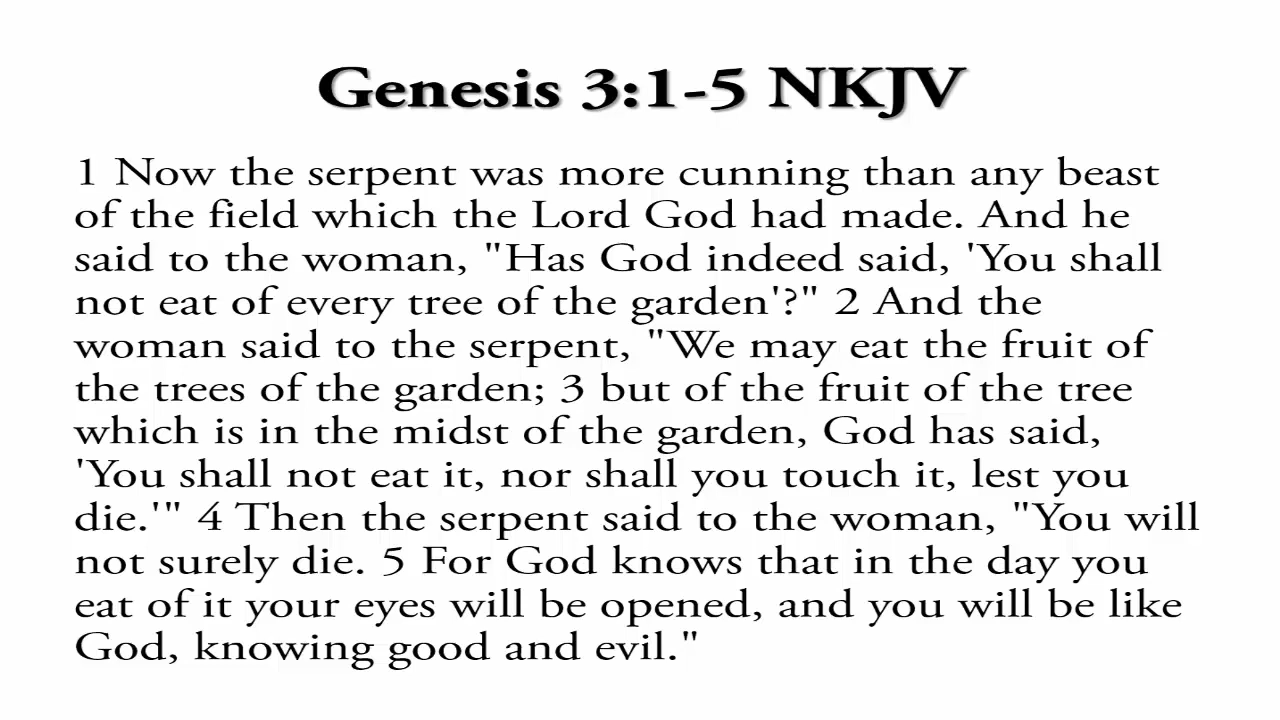 Genesis 3:1-5 NKJV
1 Now the serpent was more cunning than any beast
of the field which the Lord God had made. And he
said to the woman, "Has God indeed said, 'You shall
not eat of every tree of the garden'?" 2 And the
woman said to the serpent, "We may eat the fruit of
the trees of the garden; 3 but of the fruit of the tree
which is in the midst of the garden, God has said,
'You shall not eat it, nor shall you touch it, lest you
die.'" 4 Then the serpent said to the woman, "You will
not surely die. 5 For God knows that in the day you
eat of it your eyes will be opened, and you will be like
God, knowing good and evil."